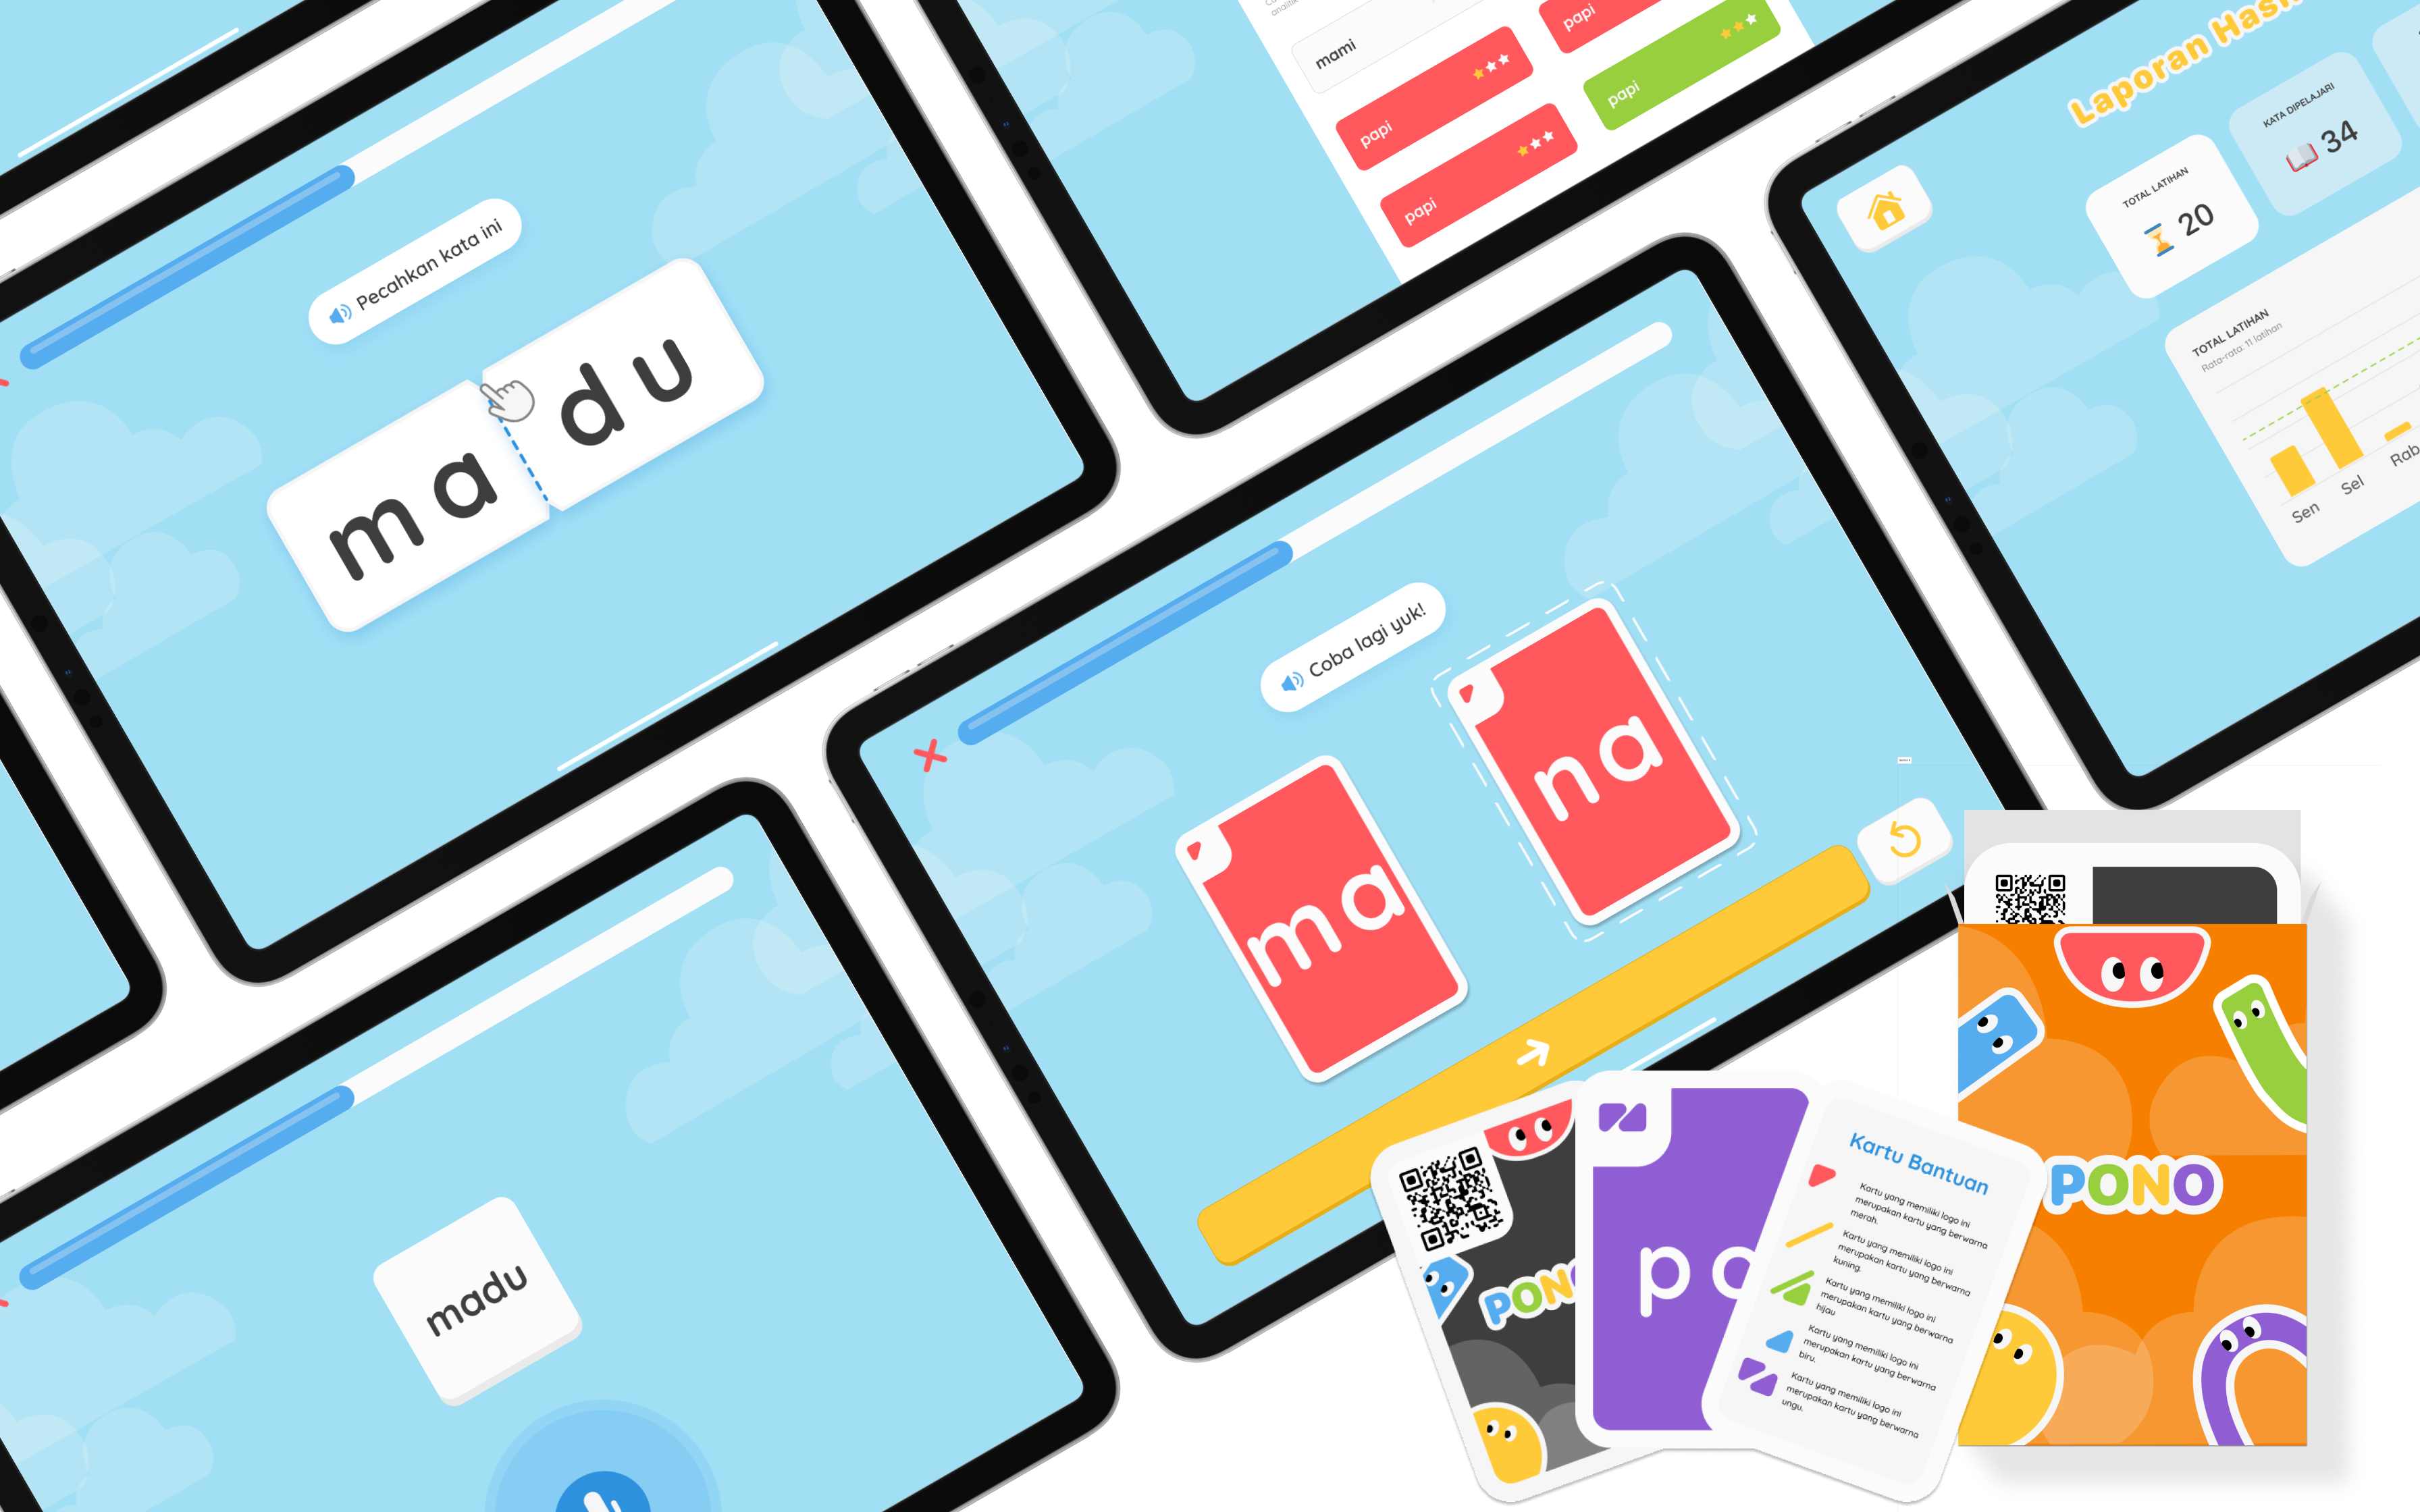 Pecahkan kata ini
ma
du
mami
papi
papi
papi
papi
Laporan
TOTAL LATIHAN
20
KATA DIPELAJARI
34
TOTAL LATIHAN
Rata-rata: 11 latihan
Sen
Sel
Coba lagi yuk!
ma
na
madu
PONO
po
Kartu Bantuan
Kartu yang memiliki logo ini
merupakan kartu yang berwarna
merah.
Kartu yang memiliki logo ini
merupakan kartu yang berwarna
kuning.
Kartu yang memiliki logo ini
merupakan kartu yang berwarna
hijau
Kartu yang memiliki logo ini
merupakan kartu yang berwarna
biru.
Kartu yang memiliki logo ini
merupakan kartu yang berwarna
ungu.
PONO